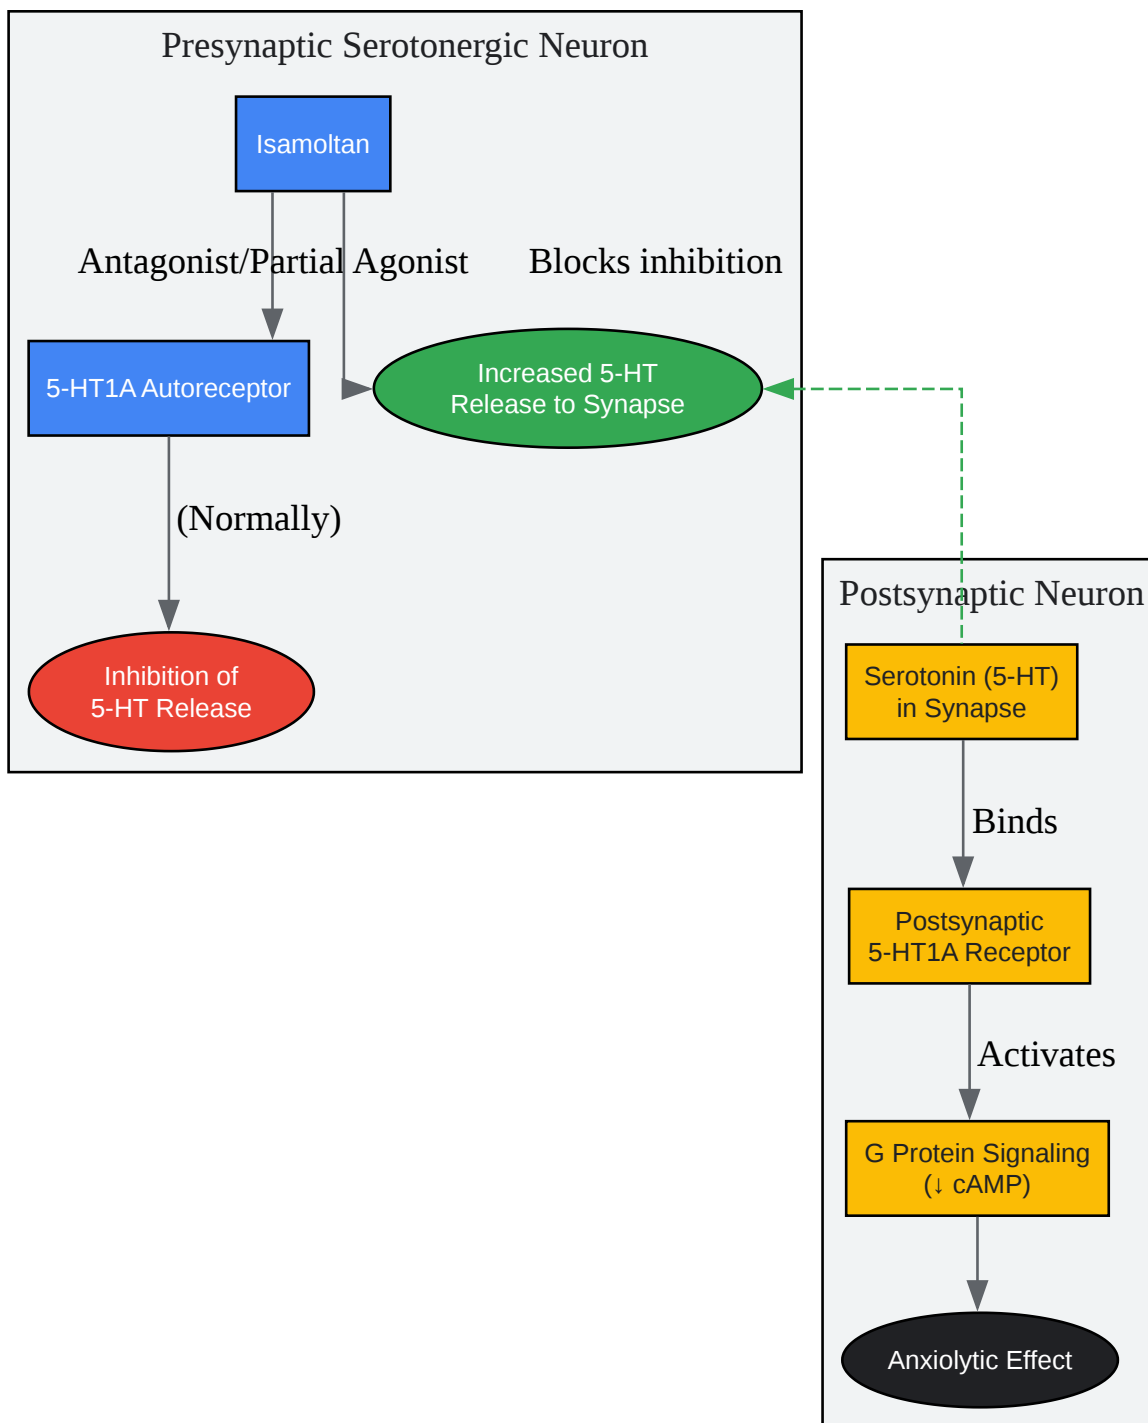 Presynaptic Serotonergic Neuron
Isamoltan
Antagonist/Partial Agonist
Blocks inhibition
5-HT1A Autoreceptor
Increased 5-HT
Release to Synapse
(Normally)
Inhibition of
5-HT Release
Postsynaptic Neuron
Serotonin (5-HT)
in Synapse
Binds
Postsynaptic
5-HT1A Receptor
Activates
G Protein Signaling
(↓ cAMP)
Anxiolytic Effect